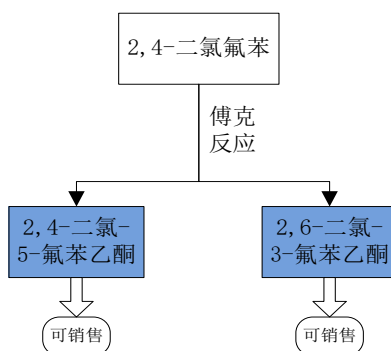 2,4-二氯氟苯
傅克
反应
2,4-二氯-
5-氟苯乙酮
2,6-二氯-
3-氟苯乙酮
可销售
可销售